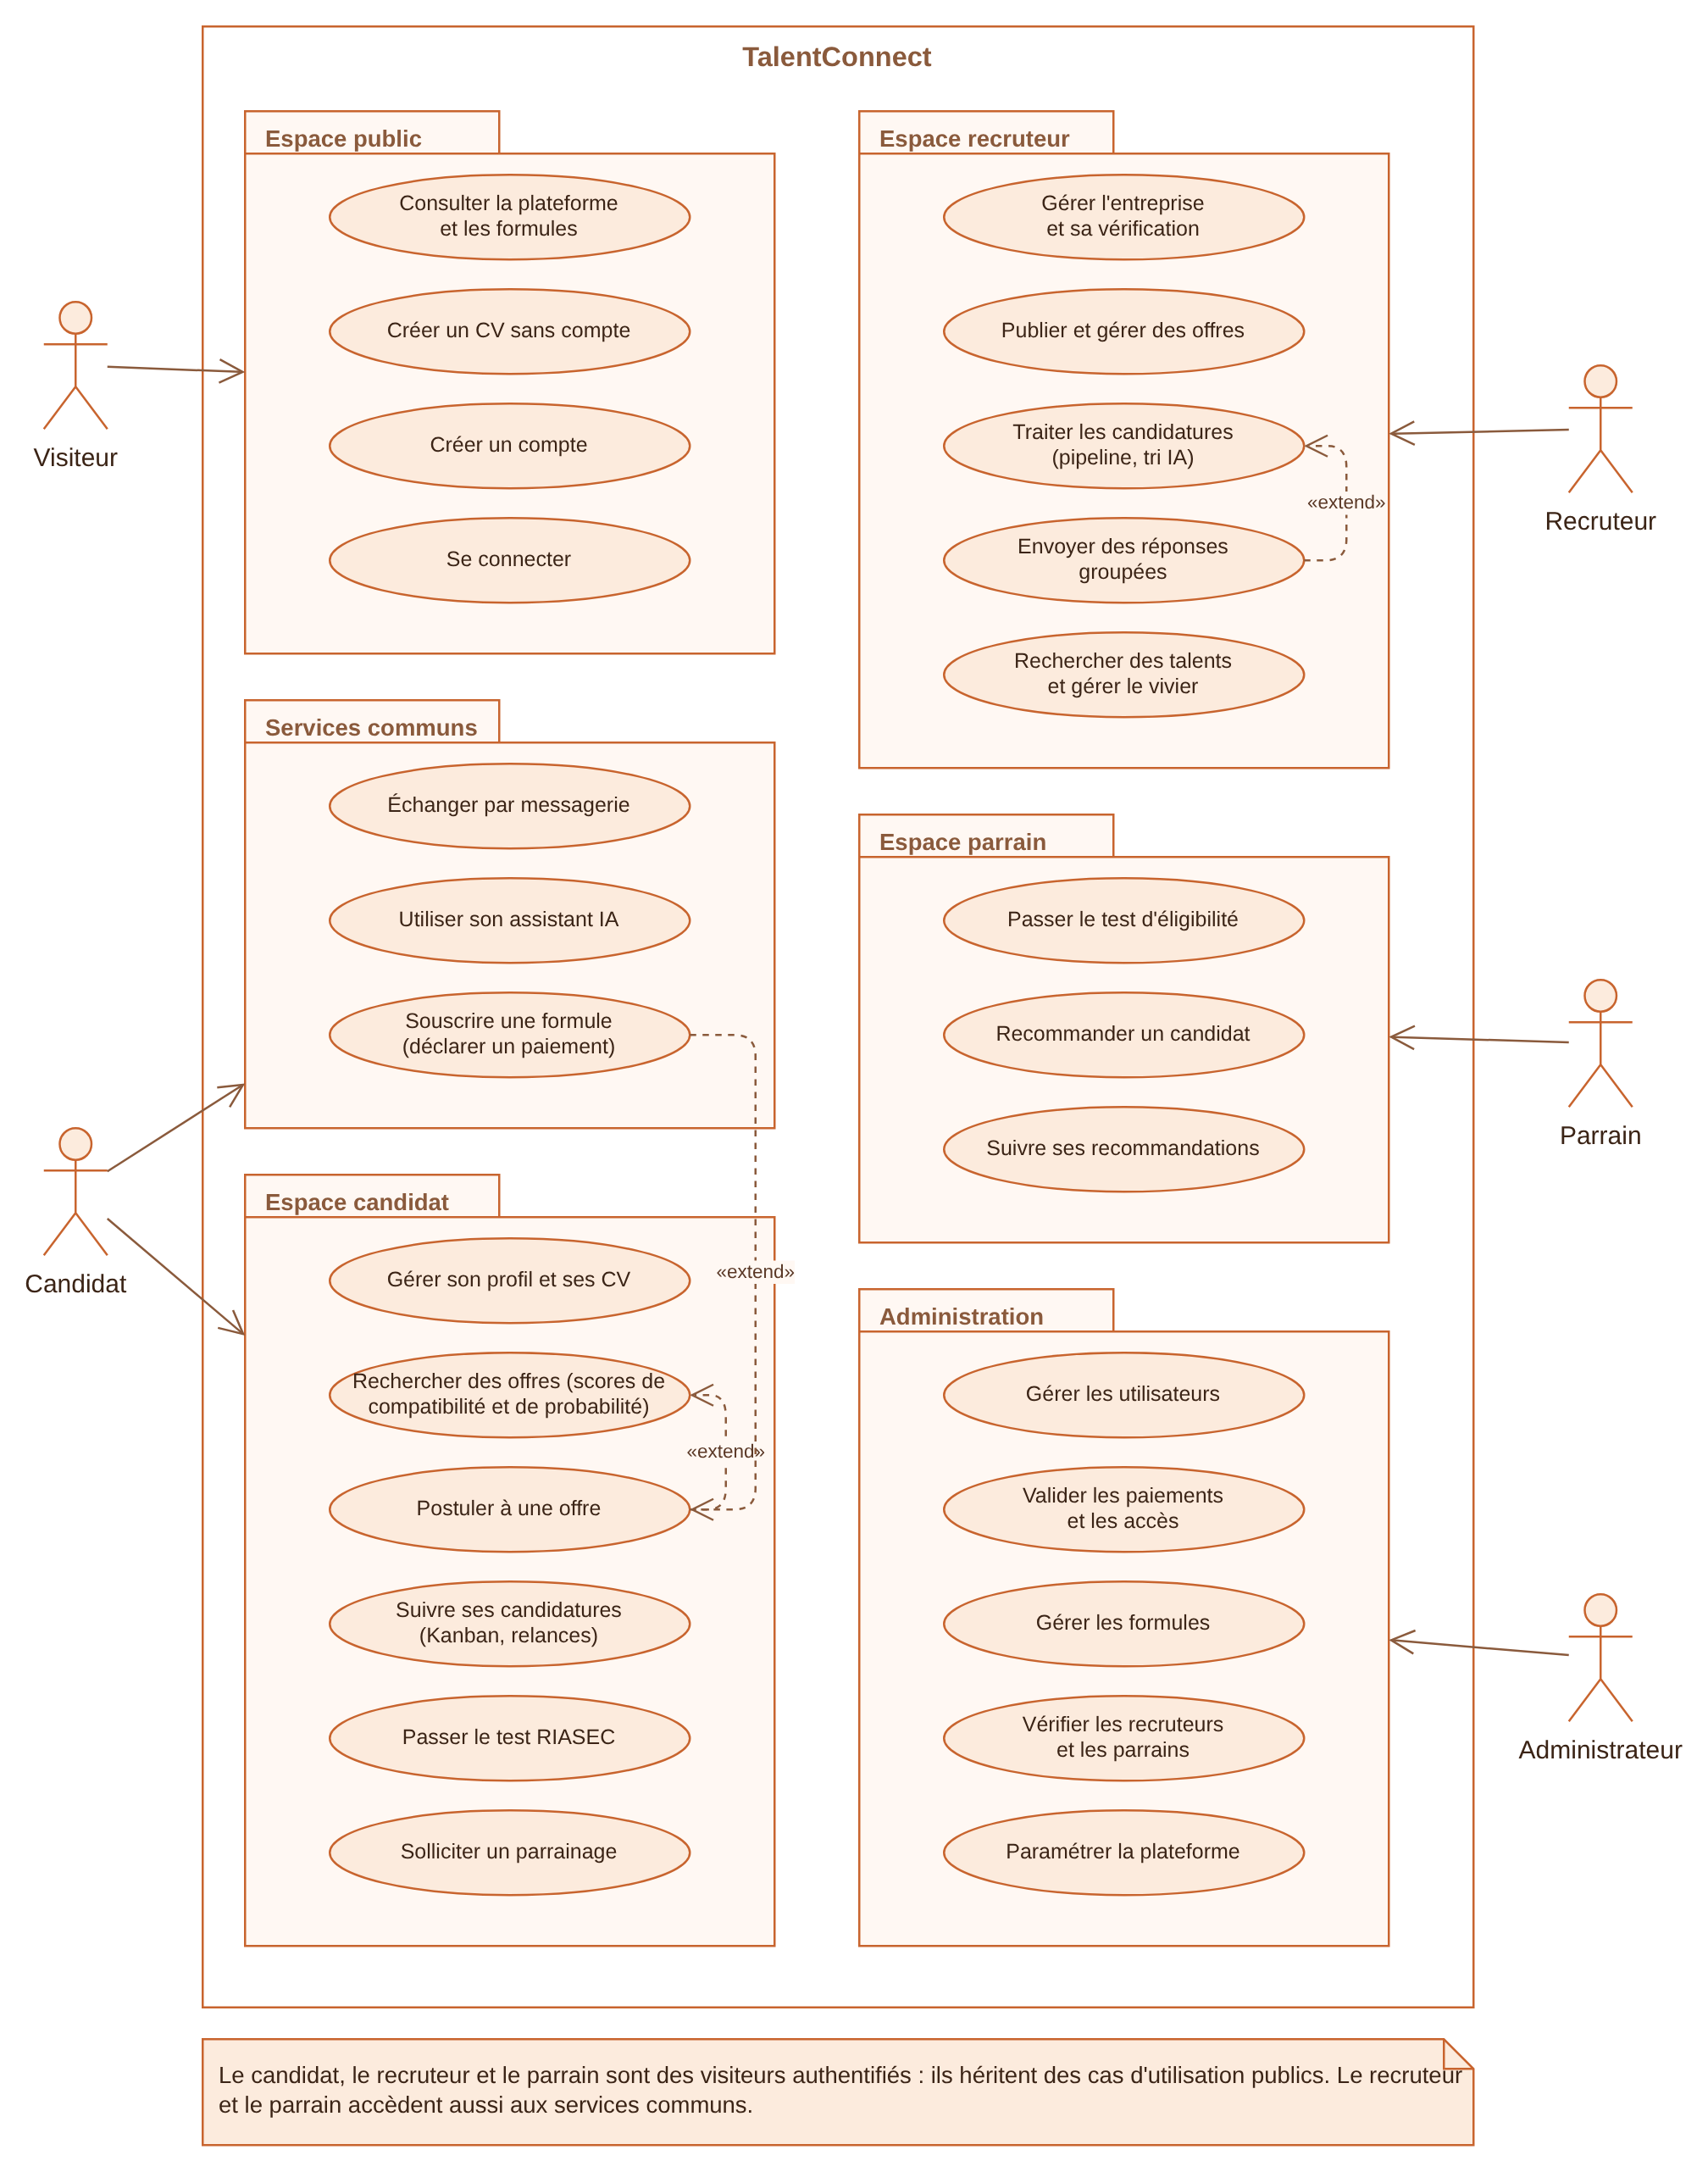 TalentConnect
Espace public
Consulter la plateforme
et les formules
Créer un CV sans compte
Créer un compte
Se connecter
Visiteur
Services communs
Échanger par messagerie
Utiliser son assistant IA
Souscrire une formule
(déclarer un paiement)
Candidat
Espace candidat
Gérer son profil et ses CV
«extend»
Rechercher des offres (scores de
compatibilité et de probabilité)
«extend»
Postuler à une offre
Suivre ses candidatures
(Kanban, relances)
Passer le test RIASEC
Solliciter un parrainage
Espace recruteur
Gérer l'entreprise
et sa vérification
Publier et gérer des offres
Traiter les candidatures
(pipeline, tri IA)
«extend»
Envoyer des réponses
groupées
Rechercher des talents
et gérer le vivier
Recruteur
Espace parrain
Passer le test d'éligibilité
Recommander un candidat
Suivre ses recommandations
Parrain
Administration
Gérer les utilisateurs
Valider les paiements
et les accès
Gérer les formules
Vérifier les recruteurs
et les parrains
Paramétrer la plateforme
Administrateur
Le candidat, le recruteur et le parrain sont des visiteurs authentifiés : ils héritent des cas d'utilisation publics. Le recruteur
et le parrain accèdent aussi aux services communs.